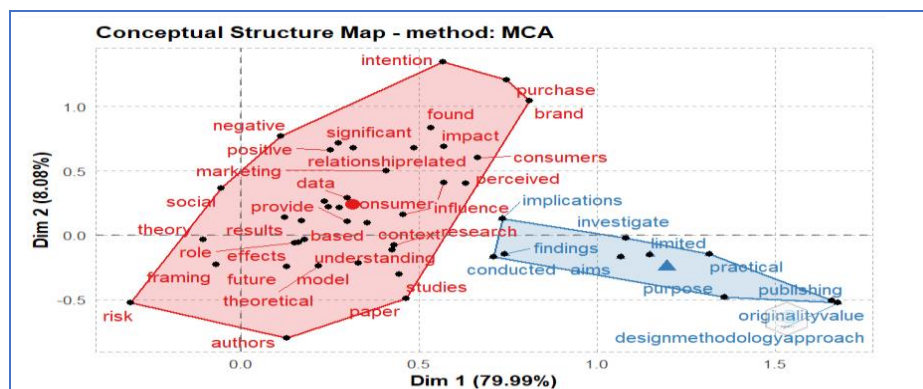 Conceptual Structure Map - method: MCA
intention
purchase
brand
found
negative
significant
impact
positive
relationship related
consumers
marketing
perceived
data
social
consumer
implications
provide
influence
investigate
theory
results
based
context research
findings
limited
role
effects
understanding
conducted aims
practical
framing
future
model
studies
purpose
publishing
theoretical
risk
paper
originalityvalue
authors
designmethodologyapproach
Dim 2 (8.08%)
1.0
0.5
0.0
-0.5
0.0
0.5
1.0
1.5
Dim 1 (79.99%)